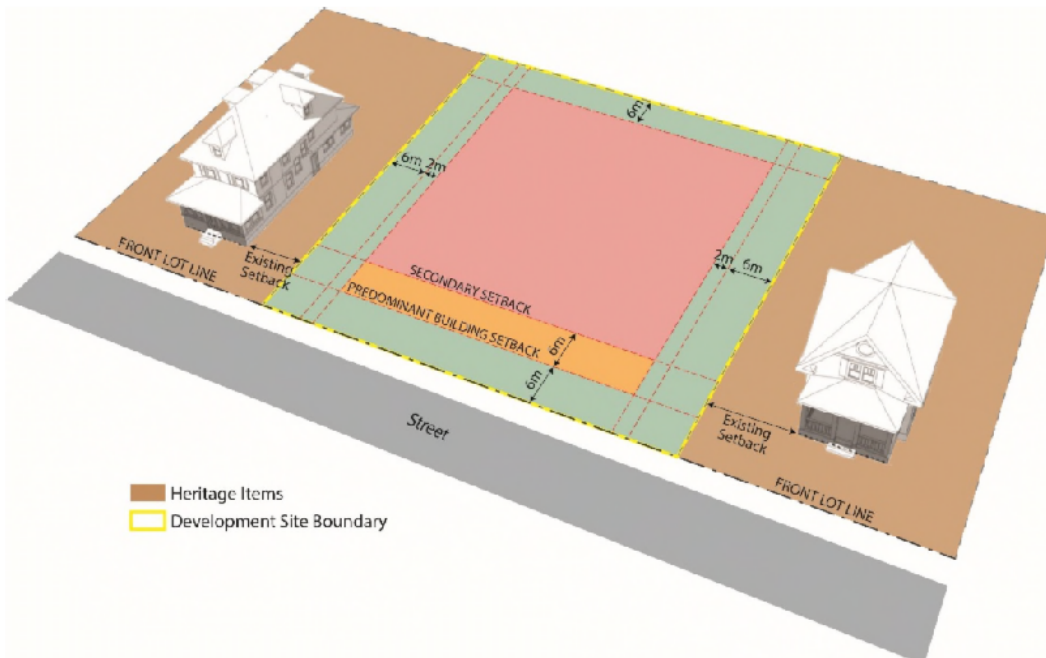 6m
6m 2m
FRONT LOT LINE
Existing
Setback
SECONDARY SETBACK
PREDOMINANT BUILDING SETBACK
6m
6m
2m 6m
Existing
Setback
FRONT LOT LINE
Street
Heritage Items
Development Site Boundary